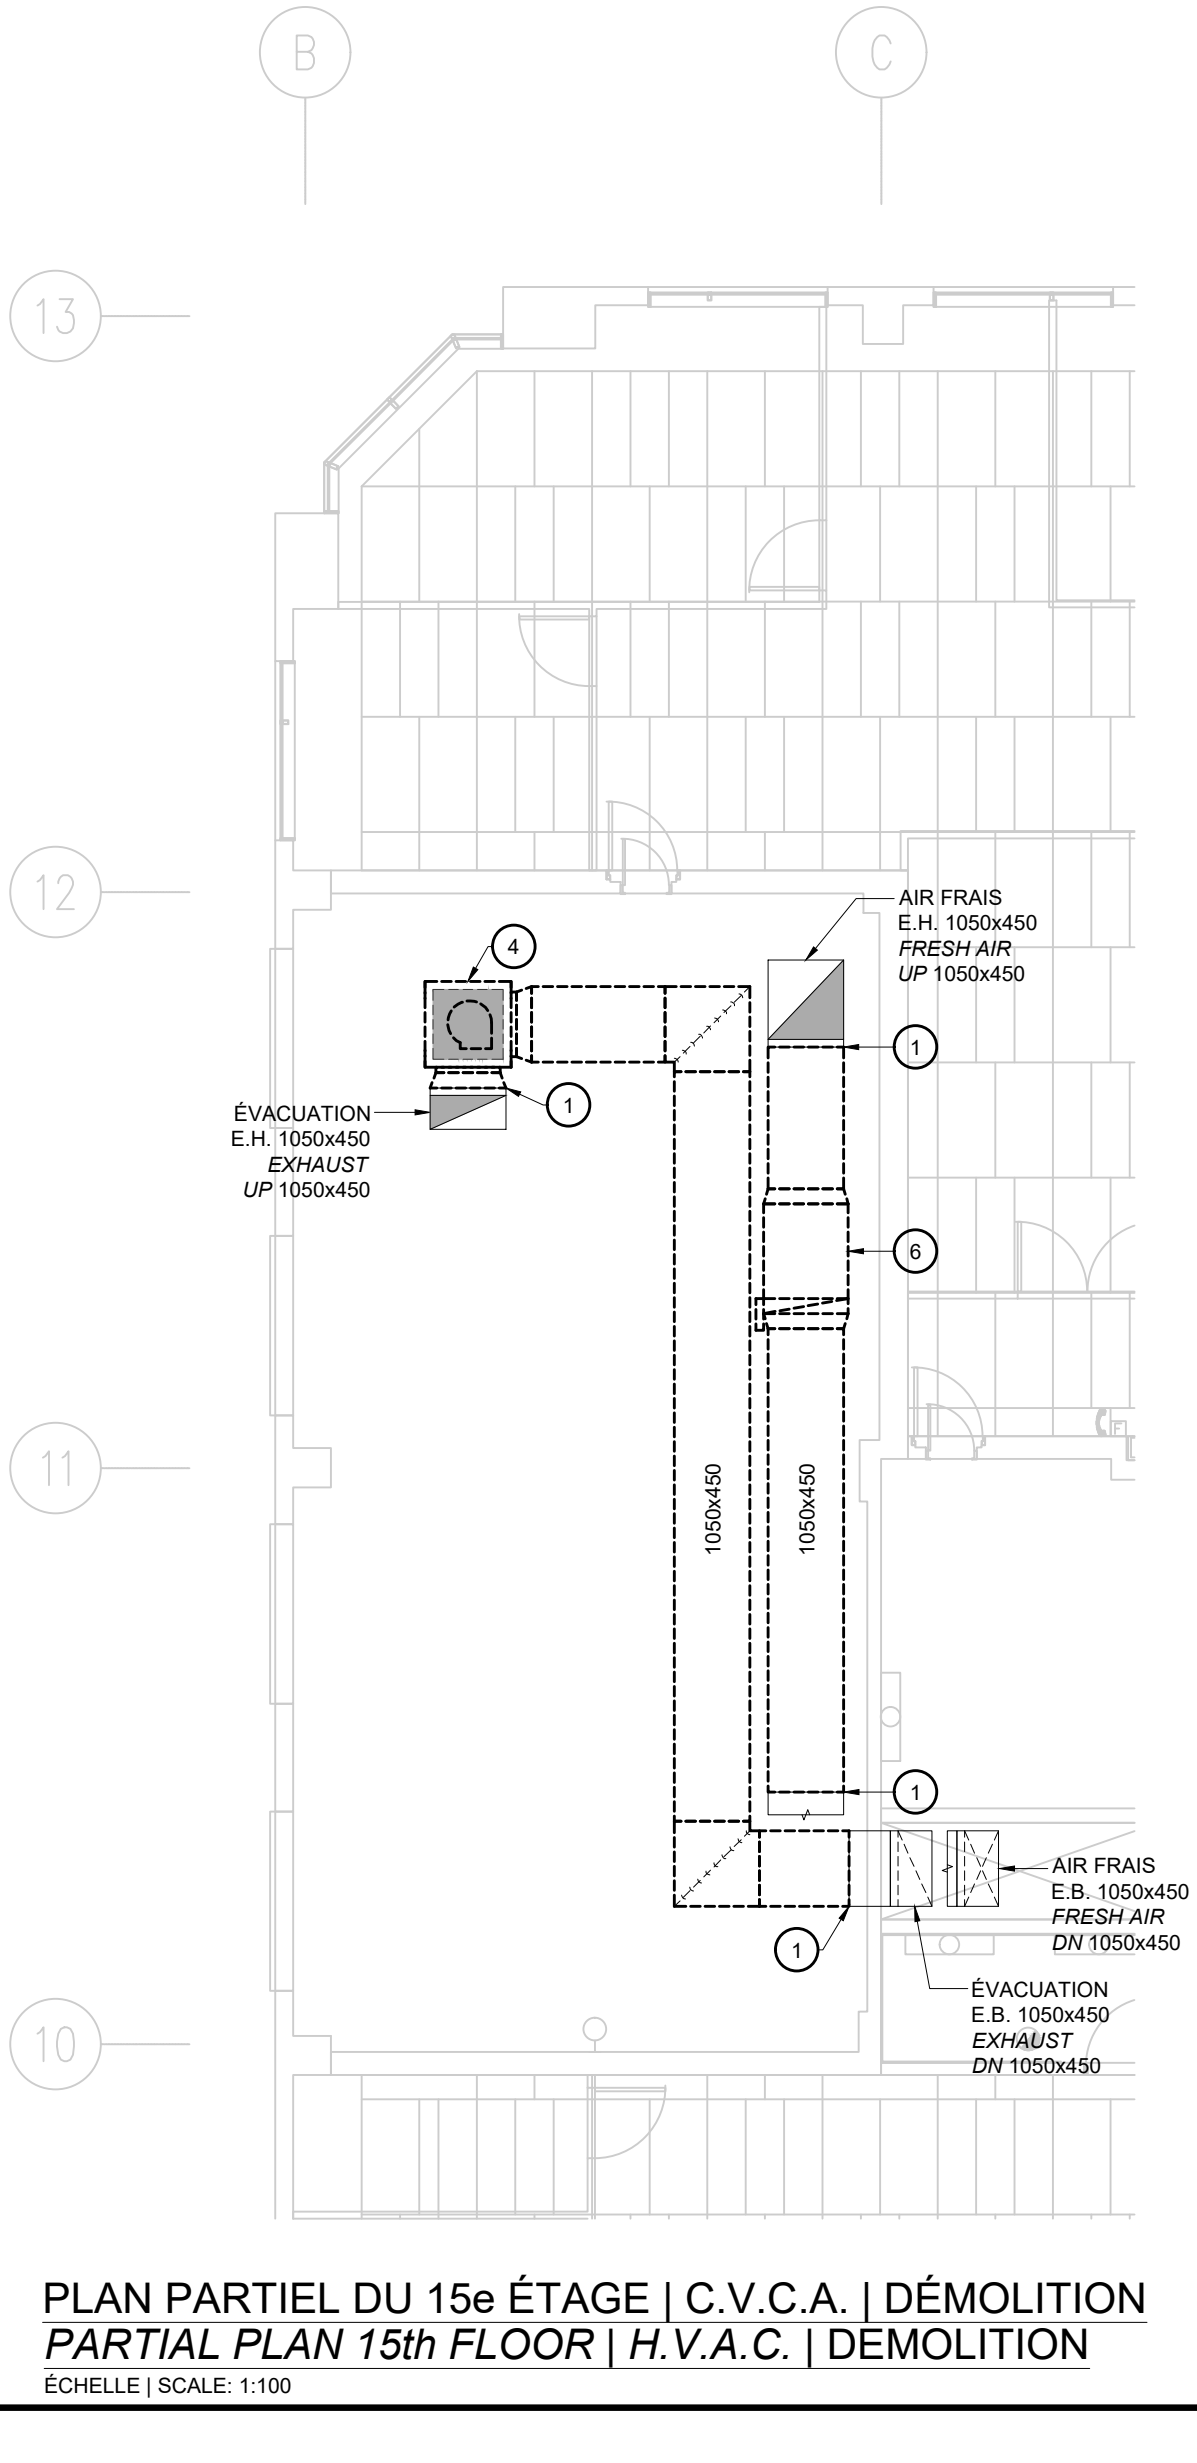 B
C
13
12
AIR FRAIS
E.H. 1050x450
FRESH AIR
UP 1050x450
4
1
1
ÉVACUATION
E.H. 1050x450
EXHAUST
UP 1050x450
6
F
11
1050x450
1050x450
1
AIR FRAIS
E.B. 1050x450
FRESH AIR
DN 1050x450
1
ÉVACUATION
E.B. 1050x450
EXHAUST
DN 1050x450
10
PLAN PARTIEL DU 15e ÉTAGE | C.V.C.A. | DÉMOLITION
PARTIAL PLAN 15th FLOOR | H.V.A.C. | DEMOLITION
ÉCHELLE | SCALE: 1:100